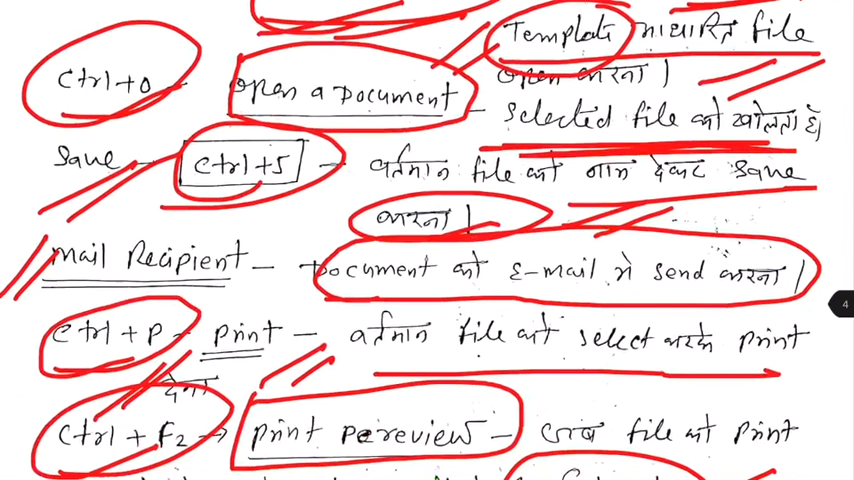 Template आधारित file
open करना।
Ctrl+O - Open a Document - selected file को खोलता है।
Save - Ctrl+S - वर्तमान file को नाम देकर save
करना।
Mail Recipient - Document को E-mail में send करना।
Ctrl+P - Print - वर्तमान file को select करके print
देना
Ctrl + F2 → Print Pereview - file को print
4